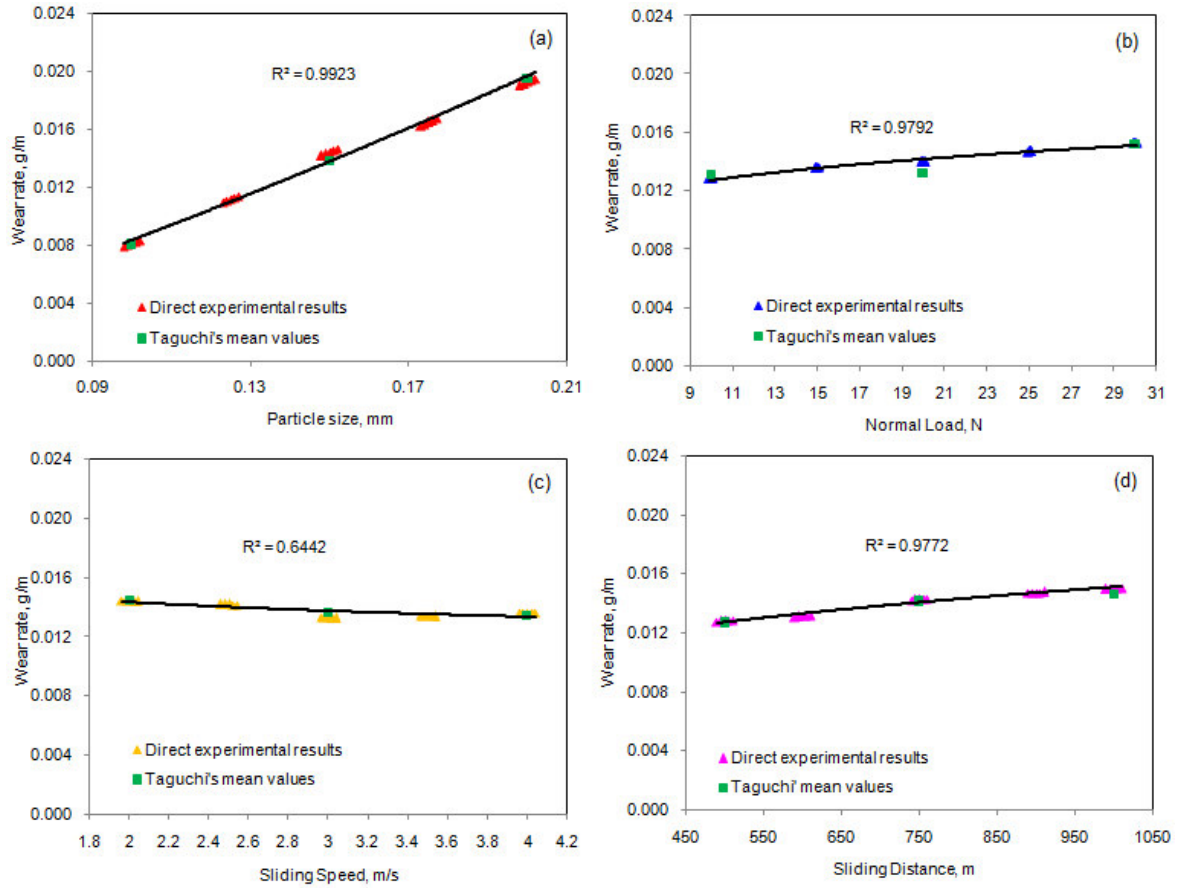 (a)
R² = 0.9923
Wear rate, g/m
0.024
0.020
0.016
0.012
0.008
0.004
0.000
Direct experimental results
Taguchi's mean values
0.09 0.13 0.17 0.21
Particle size, mm
(b)
R² = 0.9792
Wear rate, g/m
0.024
0.020
0.016
0.012
0.008
0.004
0.000
Direct experimental results
Taguchi's mean values
9 11 13 15 17 19 21 23 25 27 29 31
Normal Load, N
(c)
R² = 0.6442
Wear rate, g/m
0.024
0.020
0.016
0.012
0.008
0.004
0.000
Direct experimental results
Taguchi's mean values
1.8 2 2.2 2.4 2.6 2.8 3 3.2 3.4 3.6 3.8 4 4.2
Sliding Speed, m/s
(d)
R² = 0.9772
Wear rate, g/m
0.024
0.020
0.016
0.012
0.008
0.004
0.000
Direct experimental results
Taguchi' mean values
450 550 650 750 850 950 1050
Sliding Distance, m